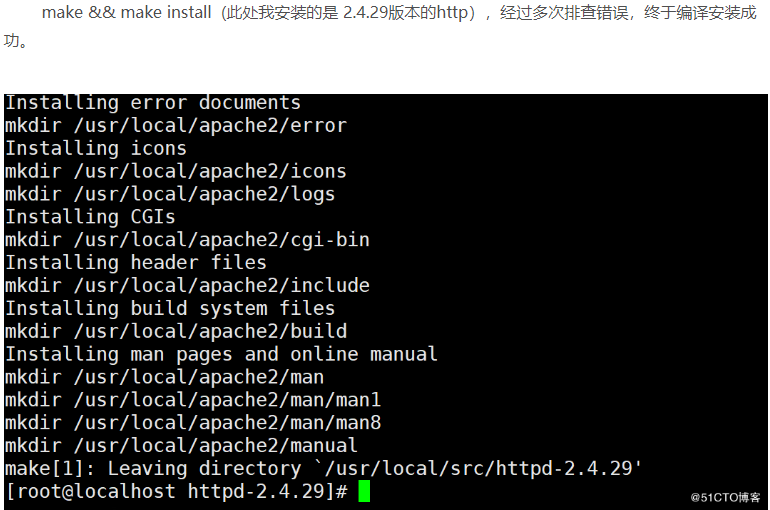 make && make install（此处我安装的是 2.4.29版本的http），经过多次排查错误，终于编译安装成
功。
Installing error documents
mkdir /usr/local/apache2/error
Installing icons
mkdir /usr/local/apache2/icons
mkdir /usr/local/apache2/logs
Installing CGIs
mkdir /usr/local/apache2/cgi-bin
Installing header files
mkdir /usr/local/apache2/include
Installing build system files
mkdir /usr/local/apache2/build
Installing man pages and online manual
mkdir /usr/local/apache2/man
mkdir /usr/local/apache2/man/man1
mkdir /usr/local/apache2/man/man8
mkdir /usr/local/apache2/manual
make[1]: Leaving directory `/usr/local/src/httpd-2.4.29'
[root@localhost httpd-2.4.29]#
@51CTO博客